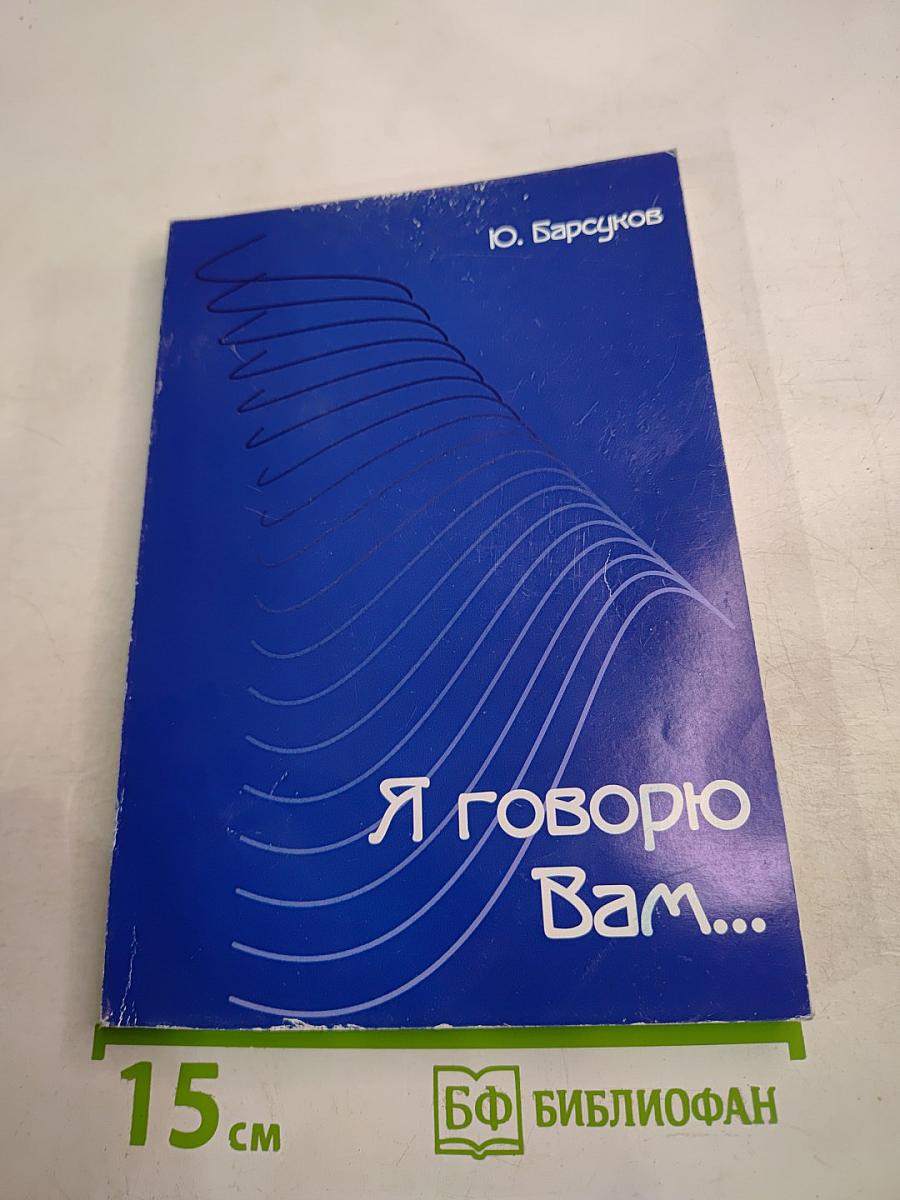 Ю. Барсуков
Я говорю
Вам...
15 см
БФ БИБЛИОФАН